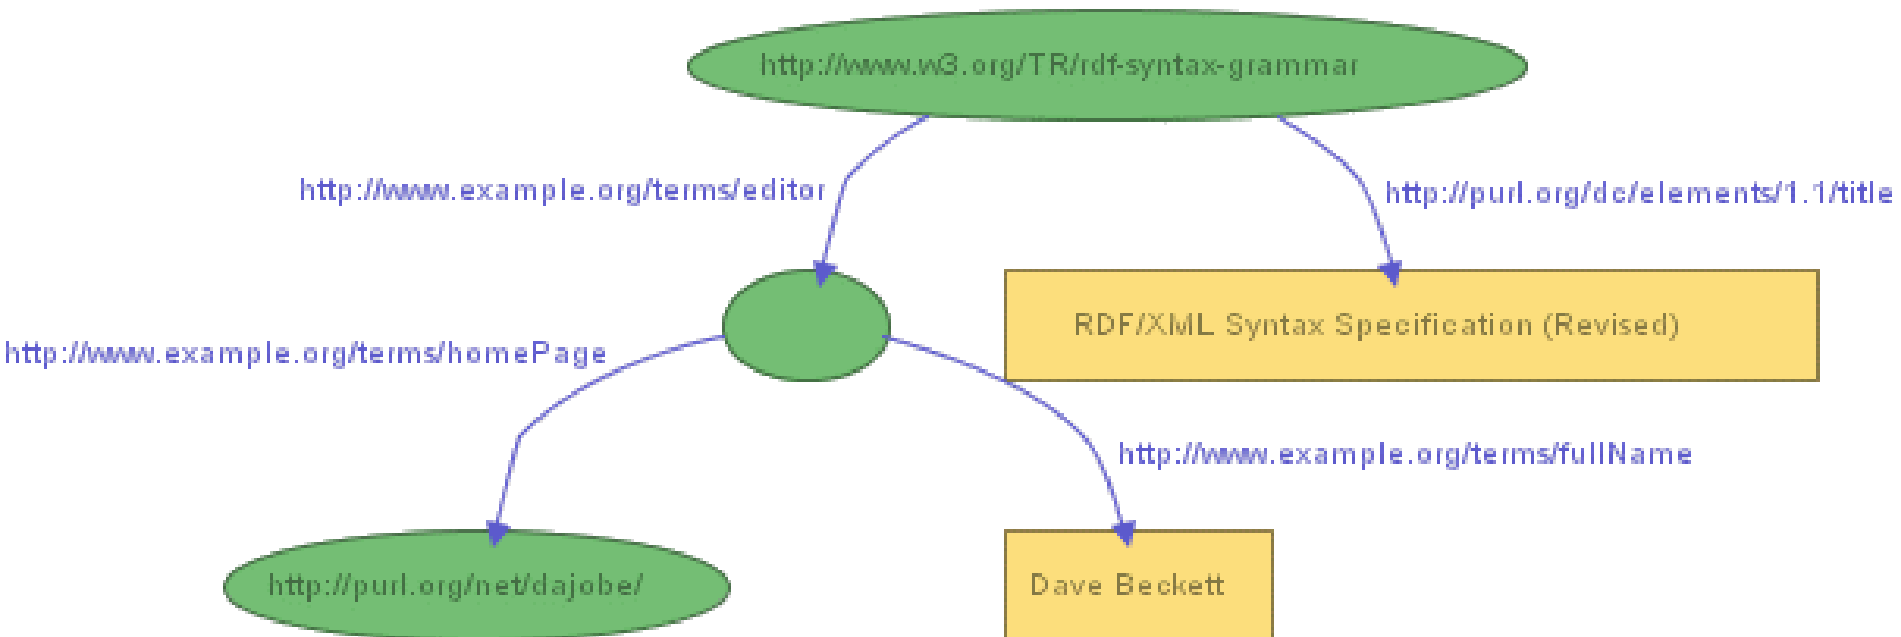 http://www.w3.org/TR/rdf-syntax-grammar
http://www.example.org/terms/editor
http://purl.org/dc/elements/1.1/title
RDF/XML Syntax Specification (Revised)
http://www.example.org/terms/homePage
http://www.example.org/terms/fullName
http://purl.org/net/dajobe/
Dave Beckett